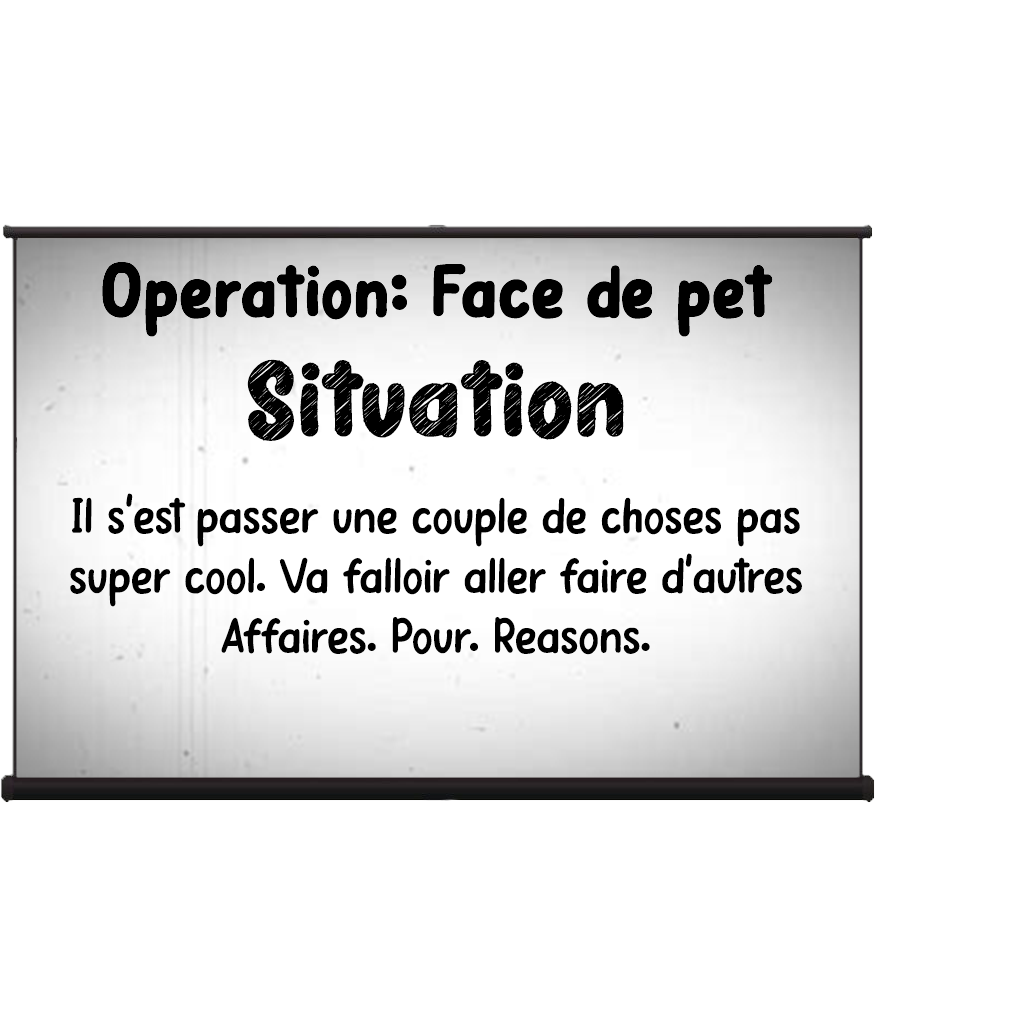 Operation: Face de pet
Situation
Il s'est passer une couple de choses pas
super cool. Va falloir aller faire d'autres
Affaires. Pour. Reasons.